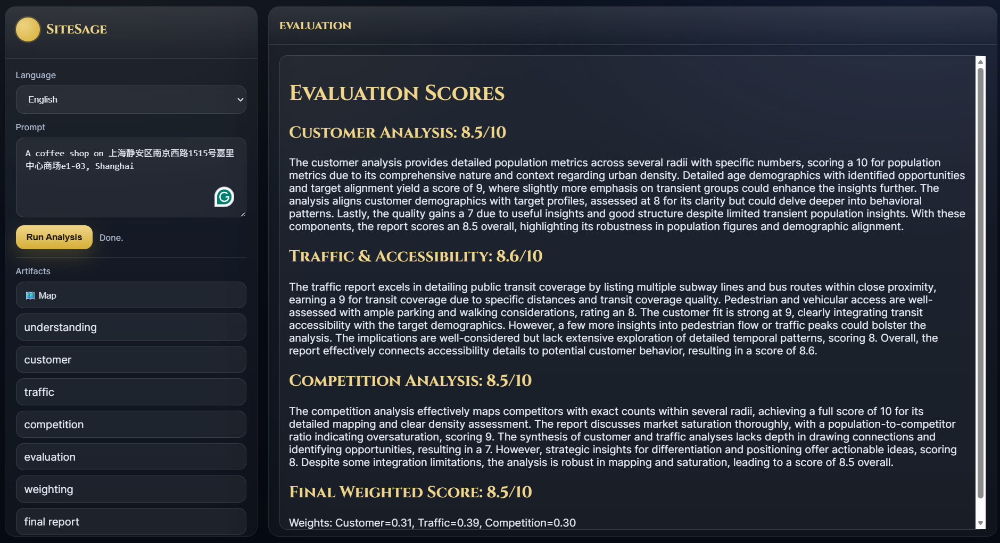 SiteSage
Language
English
Prompt
A coffee shop on 上海静安区南京西路1515号嘉里
中心商场e1-03, Shanghai
Run Analysis
Done.
Artifacts
Map
understanding
customer
traffic
competition
evaluation
weighting
final report
EVALUATION
Evaluation Scores
Customer Analysis: 8.5/10
The customer analysis provides detailed population metrics across several radii with specific numbers, scoring a 10 for population
metrics due to its comprehensive nature and context regarding urban density. Detailed age demographics with identified opportunities
and target alignment yield a score of 9, where slightly more emphasis on transient groups could enhance the insights further. The
analysis aligns customer demographics with target profiles, assessed at 8 for its clarity but could delve deeper into behavioral
patterns. Lastly, the quality gains a 7 due to useful insights and good structure despite limited transient population insights. With these
components, the report scores an 8.5 overall, highlighting its robustness in population figures and demographic alignment.
Traffic & Accessibility: 8.6/10
The traffic report excels in detailing public transit coverage by listing multiple subway lines and bus routes within close proximity,
earning a 9 for transit coverage due to specific distances and transit coverage quality. Pedestrian and vehicular access are well-
assessed with ample parking and walking considerations, rating an 8. The customer fit is strong at 9, clearly integrating transit
accessibility with the target demographics. However, a few more insights into pedestrian flow or traffic peaks could bolster the
analysis. The implications are well-considered but lack extensive exploration of detailed temporal patterns, scoring 8. Overall, the
report effectively connects accessibility details to potential customer behavior, resulting in a score of 8.6.
Competition Analysis: 8.5/10
The competition analysis effectively maps competitors with exact counts within several radii, achieving a full score of 10 for its
detailed mapping and clear density assessment. The report discusses market saturation thoroughly, with a population-to-competitor
ratio indicating oversaturation, scoring 9. The synthesis of customer and traffic analyses lacks depth in drawing connections and
identifying opportunities, resulting in a 7. However, strategic insights for differentiation and positioning offer actionable ideas, scoring
8. Despite some integration limitations, the analysis is robust in mapping and saturation, leading to a score of 8.5 overall.
Final Weighted Score: 8.5/10
Weights: Customer=0.31, Traffic=0.39, Competition=0.30